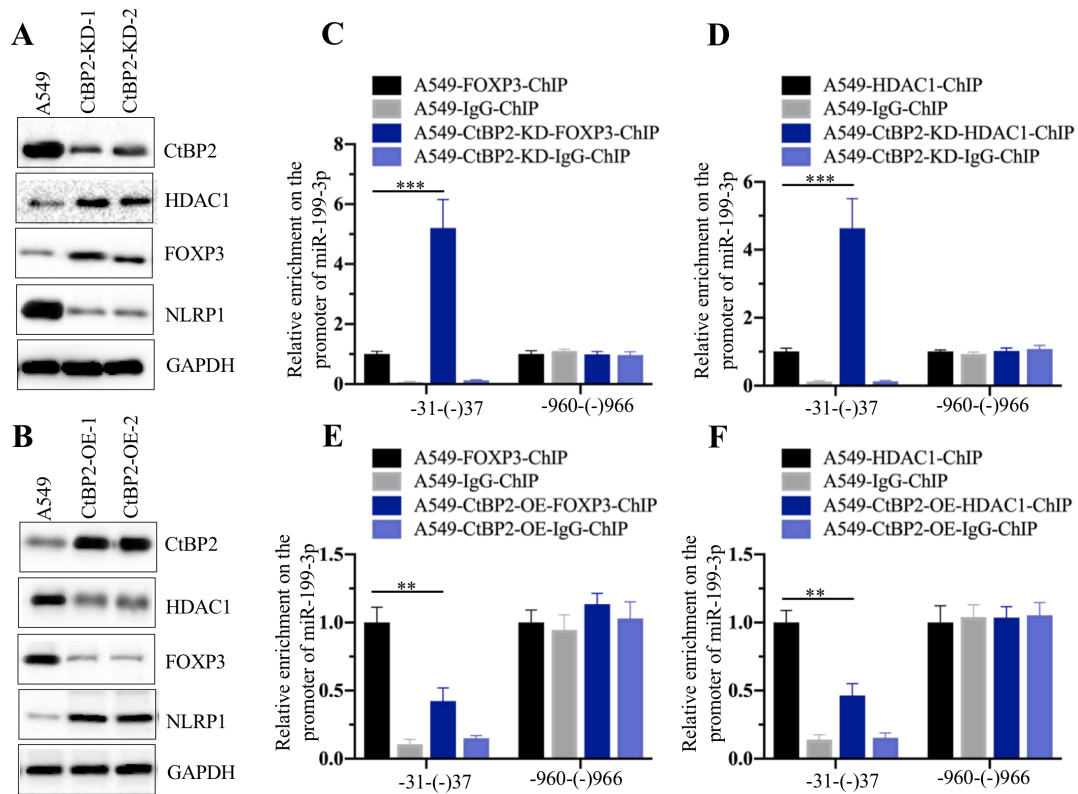 A
A549
CtBP2-KD-1
CtBP2-KD-2
CtBP2
HDAC1
FOXP3
NLRP1
GAPDH
B
A549
CtBP2-OE-1
CtBP2-OE-2
CtBP2
HDAC1
FOXP3
NLRP1
GAPDH
C
A549-FOXP3-ChIP
A549-IgG-ChIP
A549-CtBP2-KD-FOXP3-ChIP
A549-CtBP2-KD-IgG-ChIP
Relative enrichment on the
promoter of miR-199-3p
8
6
4
2
0
***
-31-(-)37
-960-(-)966
D
A549-HDAC1-ChIP
A549-IgG-ChIP
A549-CtBP2-KD-HDAC1-ChIP
A549-CtBP2-KD-IgG-ChIP
Relative enrichment on the
promoter of miR-199-3p
6
4
2
0
***
-31-(-)37
-960-(-)966
E
A549-FOXP3-ChIP
A549-IgG-ChIP
A549-CtBP2-OE-FOXP3-ChIP
A549-CtBP2-OE-IgG-ChIP
Relative enrichment on the
promoter of miR-199-3p
1.5
1.0
0.5
0.0
**
-31-(-)37
-960-(-)966
F
A549-HDAC1-ChIP
A549-IgG-ChIP
A549-CtBP2-OE-HDAC1-ChIP
A549-CtBP2-OE-IgG-ChIP
Relative enrichment on the
promoter of miR-199-3p
1.5
1.0
0.5
0.0
**
-31-(-)37
-960-(-)966